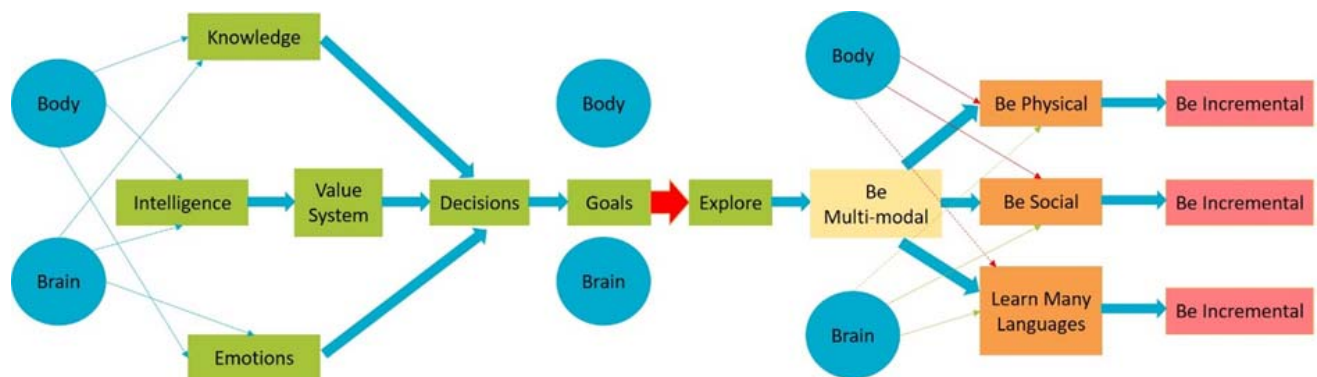 Body
Brain
Knowledge
Intelligence
Emotions
Value
System
Decisions
Body
Goals
Brain
Explore
Be
Multi-modal
Body
Brain
Be Physical
Be Social
Learn Many
Languages
Be Incremental
Be Incremental
Be Incremental